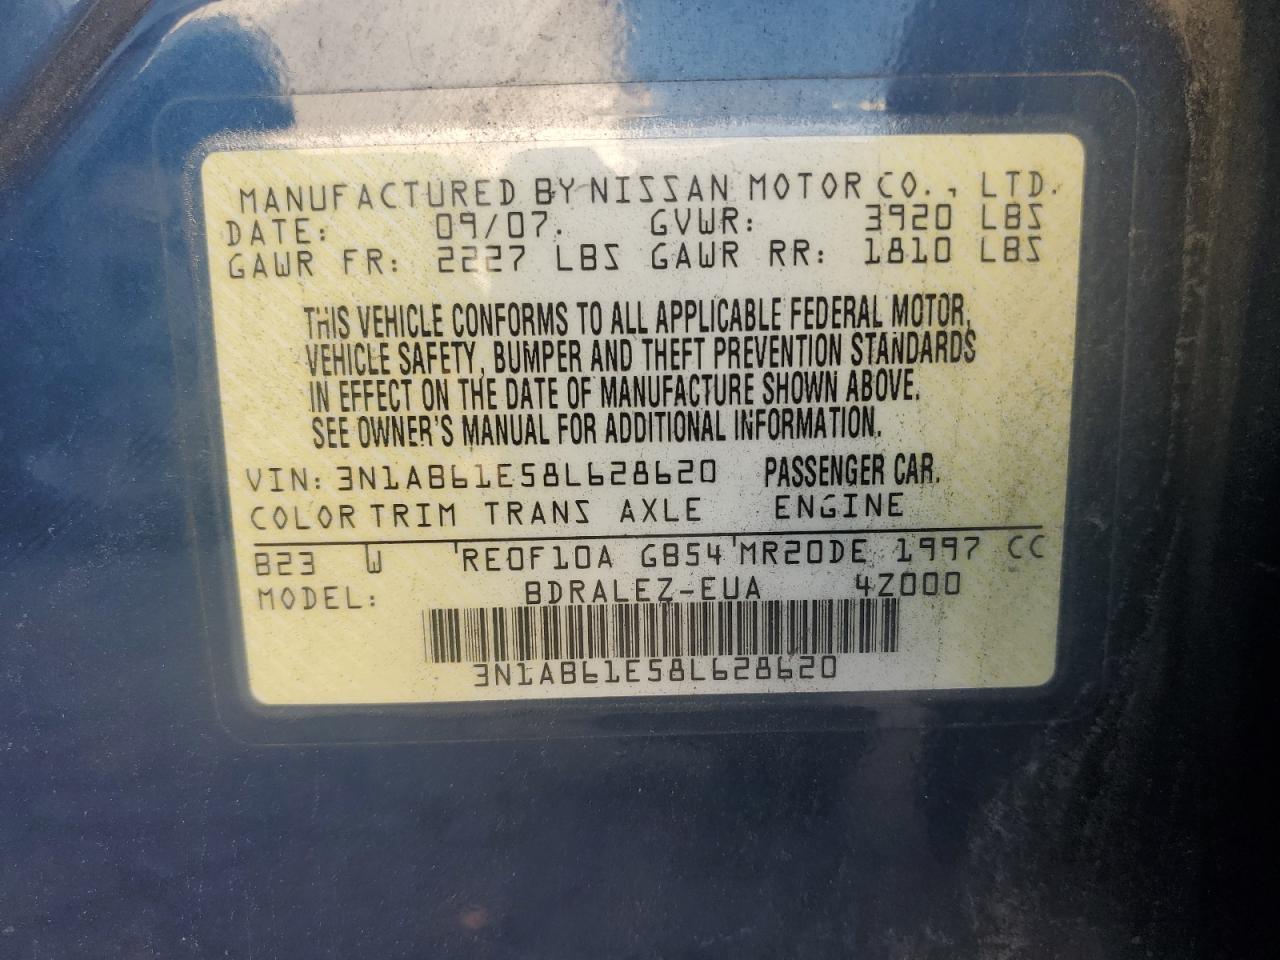 MANUFACTURED BY NISSAN MOTOR CO., LTD.
DATE: 09/07. GVWR: 3920 LBS
GAWR FR: 2227 LBS GAWR RR: 1810 LBS
THIS VEHICLE CONFORMS TO ALL APPLICABLE FEDERAL MOTOR,
VEHICLE SAFETY, BUMPER AND THEFT PREVENTION STANDARDS
IN EFFECT ON THE DATE OF MANUFACTURE SHOWN ABOVE.
SEE OWNER'S MANUAL FOR ADDITIONAL INFORMATION.
VIN: 3N1AB61E58L628620 PASSENGER CAR.
COLOR TRIM TRANS AXLE ENGINE
B23 W RE0F10A GB54 MR20DE 1997 CC
MODEL: BDRALEZ-EUA 4Z000
3N1AB61E58L628620